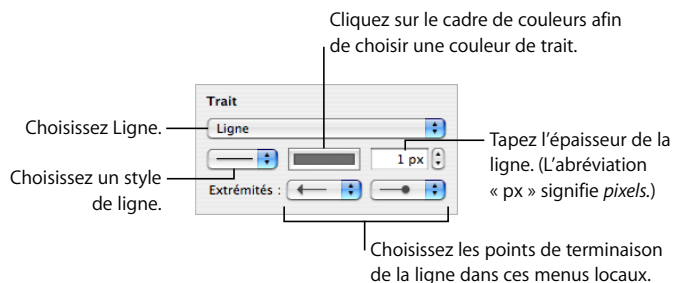 Cliquez sur le cadre de couleurs afin
de choisir une couleur de trait.
Trait
Choisissez Ligne.
Ligne
1 px
Tapez l’épaisseur de la
ligne. (L’abréviation
« px » signifie pixels.)
Choisissez un style
de ligne.
Extrémités :
Choisissez les points de terminaison
de la ligne dans ces menus locaux.